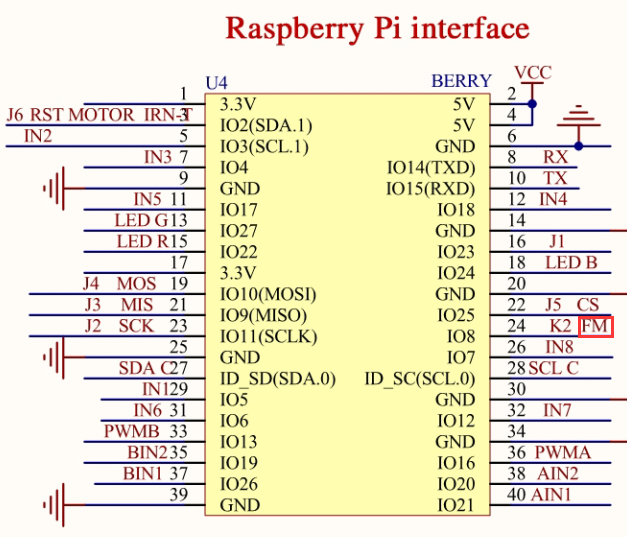 Raspberry Pi interface
U4 BERRY VCC
1 3.3V 5V 2
J6 RST MOTOR IRN-T 3 IO2(SDA.1) 5V 4
IN2 5 IO3(SCL.1) GND 6
IN3 7 IO4 IO14(TXD) 8 RX
9 GND IO15(RXD) 10 TX
IN5 11 IO17 IO18 12 IN4
LED G 13 IO27 GND 14
LED R 15 IO22 IO23 16 J1
17 3.3V IO24 18 LED B
J4 MOS 19 IO10(MOSI) GND 20
J3 MIS 21 IO9(MISO) IO25 22 J5 CS
J2 SCK 23 IO11(SCLK) IO8 24 K2 FM
25 GND IO7 26 IN8
SDA C 27 ID_SD(SDA.0) ID_SC(SCL.0) 28 SCL C
IN1 29 IO5 GND 30
IN6 31 IO6 IO12 32 IN7
PWMB 33 IO13 GND 34
BIN2 35 IO19 IO16 36 PWMA
BIN1 37 IO26 IO20 38 AIN2
39 GND IO21 40 AIN1